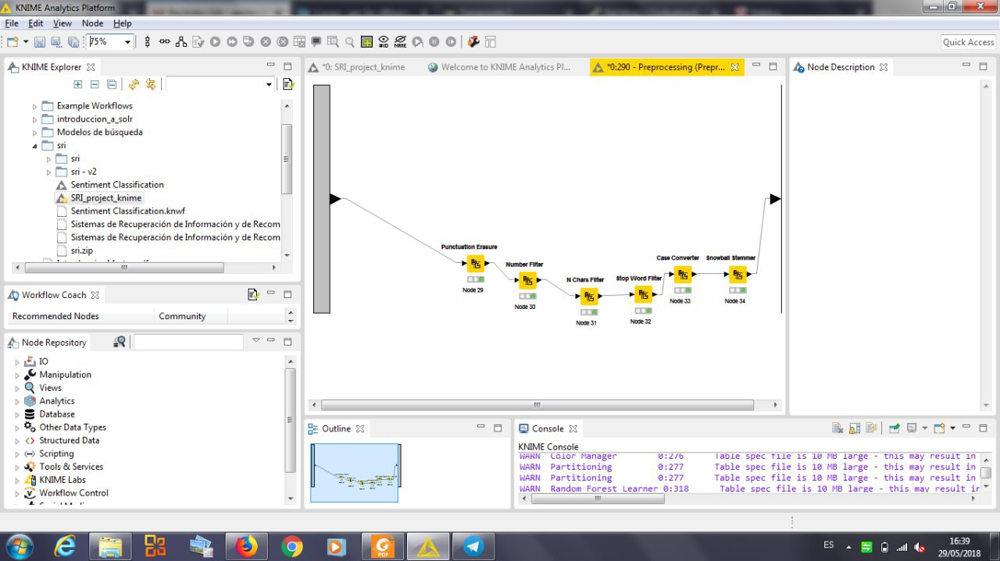 KNIME Analytics Platform
File Edit View Node Help
75%
Quick Access
KNIME Explorer
*0: SRI_project_knime
Welcome to KNIME Analytics Pl...
*0:290 - Preprocessing (Prepr...
Node Description
Example Workflows
introduccion_a_solr
Modelos de búsqueda
sri
sri
sri - v2
Sentiment Classification
SRI_project_knime
Sentiment Classification.knwf
Sistemas de Recuperación de Información y de Recom
Sistemas de Recuperación de Información y de Recom
sri.zip
Punctuation Erasure
Node 29
Number Filter
Node 30
N Chars Filter
Node 31
Stop Word Filter
Node 32
Case Converter
Node 33
Snowball Stemmer
Node 34
Workflow Coach
Recommended Nodes Community
Node Repository
IO
Manipulation
Views
Analytics
Database
Other Data Types
Structured Data
Scripting
Tools & Services
KNIME Labs
Workflow Control
Outline
Console
KNIME Console
WARN Color Manager 0:276 Table spec file is 10 MB large - this may result in
WARN Partitioning 0:277 Table spec file is 10 MB large - this may result in
WARN Partitioning 0:277 Table spec file is 10 MB large - this may result in
WARN Random Forest Learner 0:318 Table spec file is 10 MB large - this may result in
PDF
ES
16:39
29/05/2018